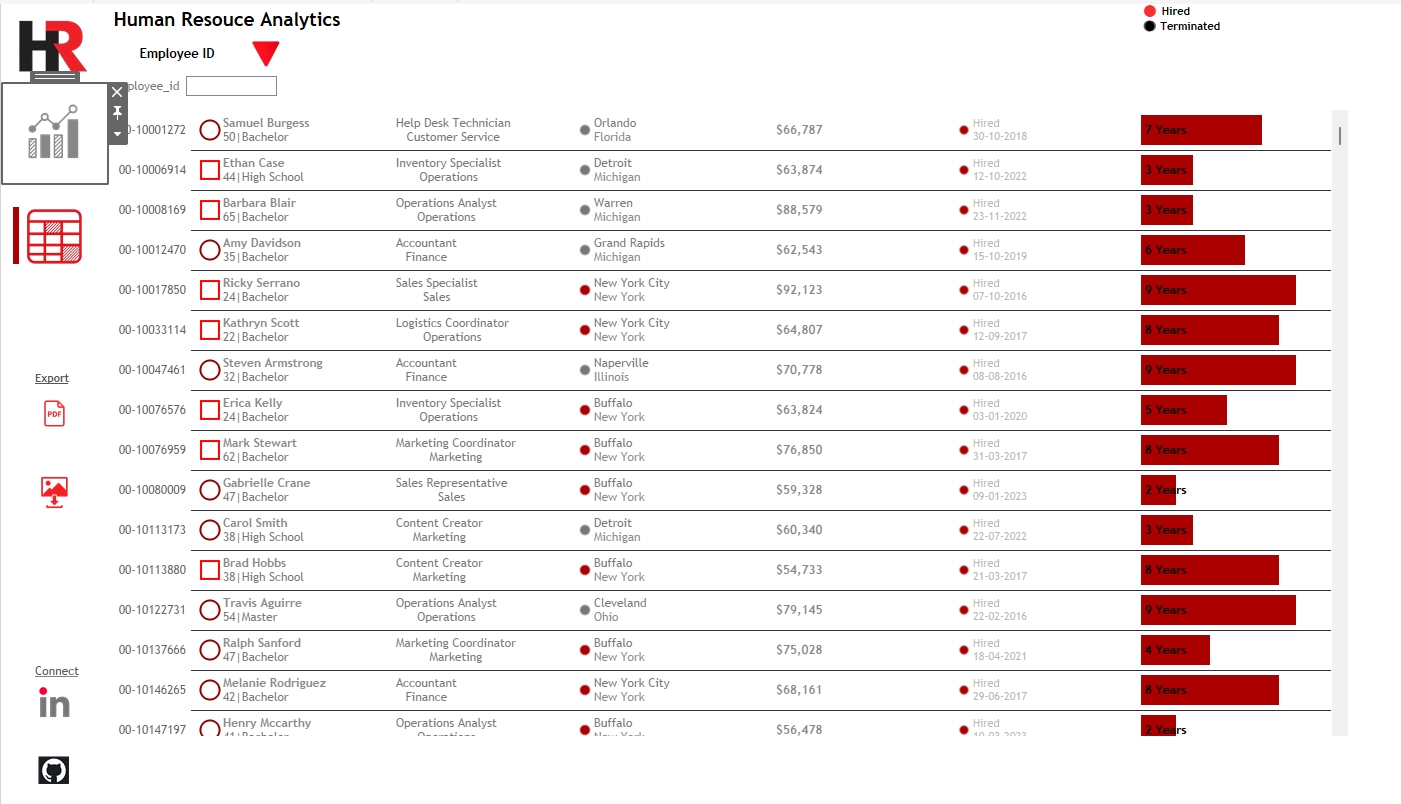 HR
Human Resouce Analytics
Hired
Terminated
Employee ID
ployee_id
0-10001272 Samuel Burgess Help Desk Technician Orlando $66,787 Hired 7 Years
50|Bachelor Customer Service Florida 30-10-2018
00-10006914 Ethan Case Inventory Specialist Detroit $63,874 Hired 3 Years
44|High School Operations Michigan 12-10-2022
00-10008169 Barbara Blair Operations Analyst Warren $88,579 Hired 3 Years
65|Bachelor Operations Michigan 23-11-2022
00-10012470 Amy Davidson Accountant Grand Rapids $62,543 Hired 6 Years
35|Bachelor Finance Michigan 15-10-2019
00-10017850 Ricky Serrano Sales Specialist New York City $92,123 Hired 9 Years
24|Bachelor Sales New York 07-10-2016
00-10033114 Kathryn Scott Logistics Coordinator New York City $64,807 Hired 8 Years
22|Bachelor Operations New York 12-09-2017
00-10047461 Steven Armstrong Accountant Naperville $70,778 Hired 9 Years
32|Bachelor Finance Illinois 08-08-2016
00-10076576 Erica Kelly Inventory Specialist Buffalo $63,824 Hired 5 Years
24|Bachelor Operations New York 03-01-2020
00-10076959 Mark Stewart Marketing Coordinator Buffalo $76,850 Hired 8 Years
62|Bachelor Marketing New York 31-03-2017
00-10080009 Gabrielle Crane Sales Representative Buffalo $59,328 Hired 2 Years
47|Bachelor Sales New York 09-01-2023
00-10113173 Carol Smith Content Creator Detroit $60,340 Hired 3 Years
38|High School Marketing Michigan 22-07-2022
00-10113880 Brad Hobbs Content Creator Buffalo $54,733 Hired 8 Years
38|High School Marketing New York 21-03-2017
00-10122731 Travis Aguirre Operations Analyst Cleveland $79,145 Hired 9 Years
54|Master Operations Ohio 22-02-2016
00-10137666 Ralph Sanford Marketing Coordinator Buffalo $75,028 Hired 4 Years
47|Bachelor Marketing New York 18-04-2021
00-10146265 Melanie Rodriguez Accountant New York City $68,161 Hired 8 Years
42|Bachelor Finance New York 29-06-2017
00-10147197 Henry Mccarthy Operations Analyst Buffalo $56,478 Hired 2 Years
41|Bachelor Operations New York 10-03-2023
Export
PDF
Connect
in